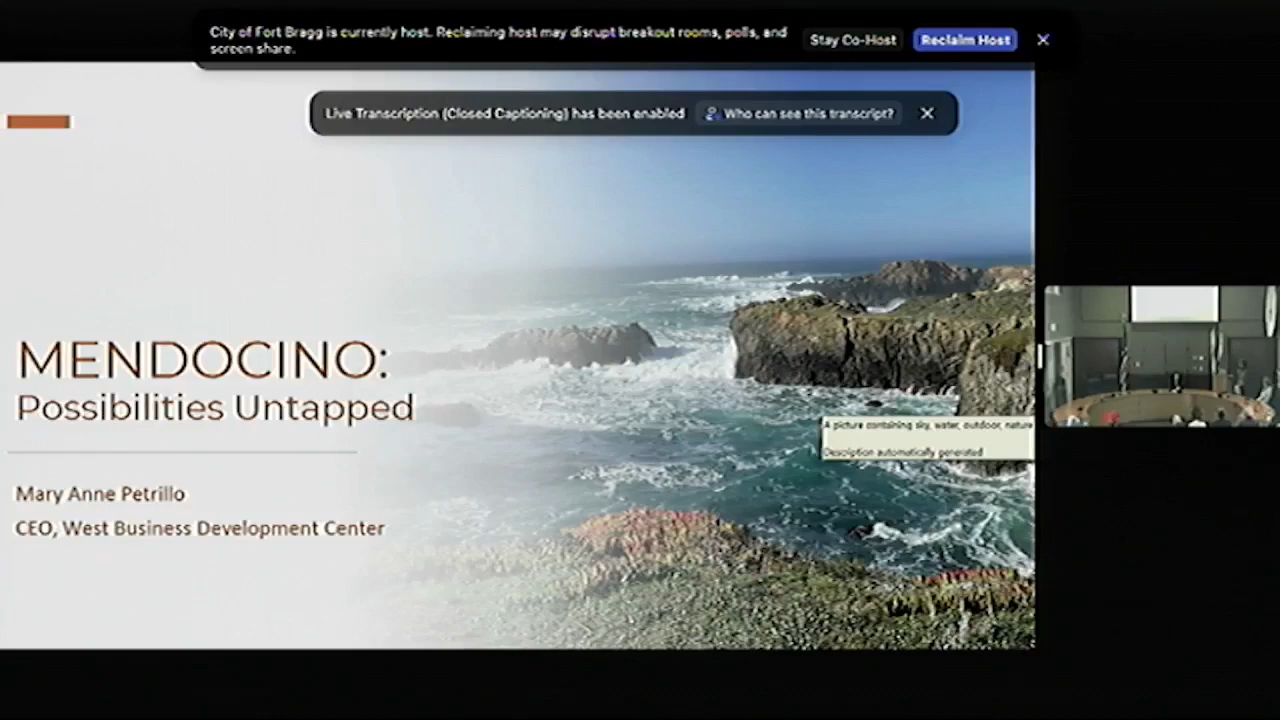 City of Fort Bragg is currently host. Reclaiming host may disrupt breakout rooms, polls, and
screen share.
Stay Co-Host
Reclaim Host
Live Transcription (Closed Captioning) has been enabled
Who can see this transcript?
MENDOCINO:
Possibilities Untapped
A picture containing sky, water, outdoor, nature
Description automatically generated
Mary Anne Petrillo
CEO, West Business Development Center